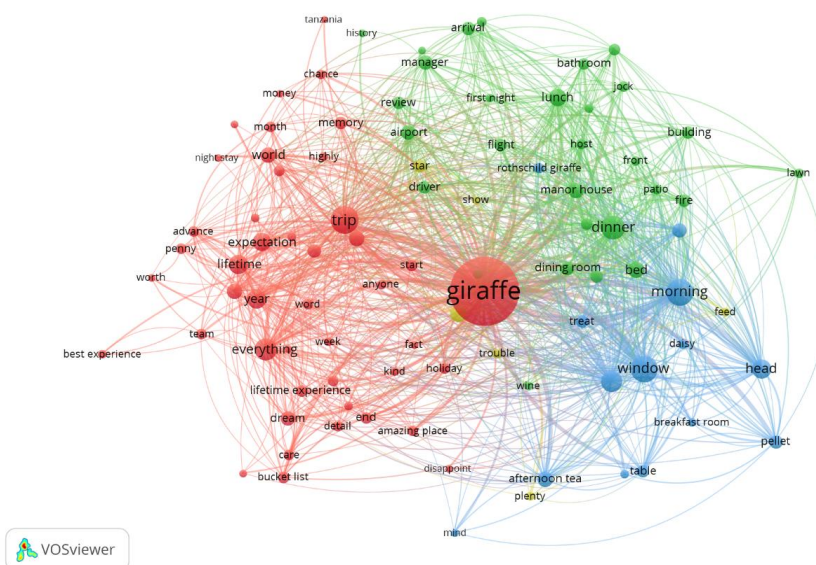 tanzania
history
arrival
manager
bathroom
chance
jock
money
review
first night
lunch
month
memory
airport
building
night stay
world
highly
star
flight
host
rothschild giraffe
front
lawn
driver
show
manor house
patio
fire
trip
dinner
advance
penny
expectation
lifetime
start
dining room
bed
worth
anyone
giraffe
morning
year
word
feed
treat
team
week
fact
daisy
best experience
everything
trouble
kind
holiday
window
head
lifetime experience
wine
dream
end
detail
amazing place
breakfast room
pellet
care
disappoint
table
bucket list
afternoon tea
plenty
mind
VOSviewer